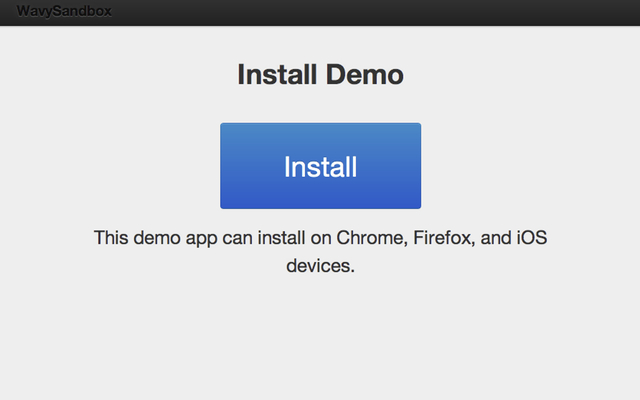 WavySandbox
Install Demo
Install
This demo app can install on Chrome, Firefox, and iOS
devices.